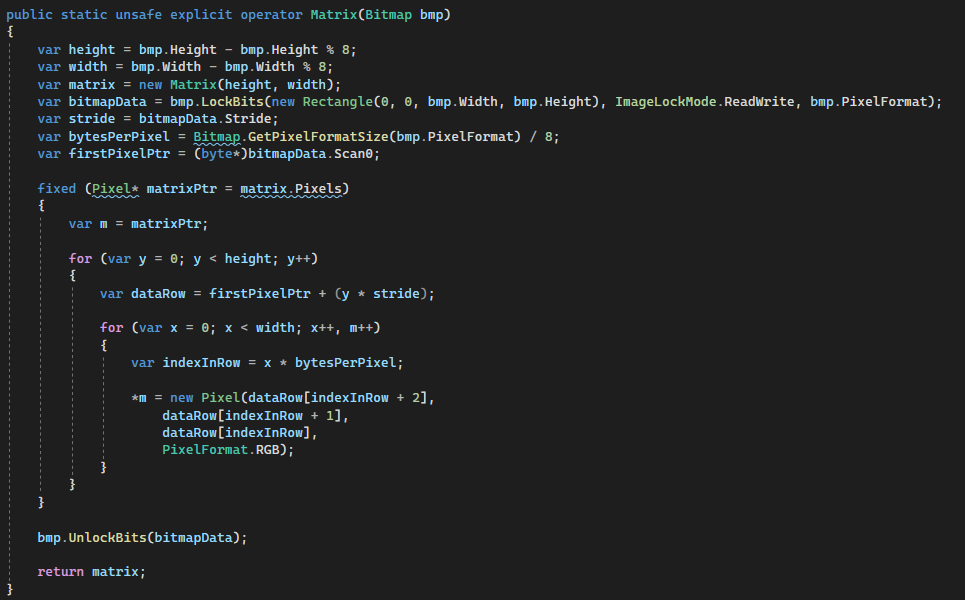 public static unsafe explicit operator Matrix(Bitmap bmp)
{
    var height = bmp.Height - bmp.Height % 8;
    var width = bmp.Width - bmp.Width % 8;
    var matrix = new Matrix(height, width);
    var bitmapData = bmp.LockBits(new Rectangle(0, 0, bmp.Width, bmp.Height), ImageLockMode.ReadWrite, bmp.PixelFormat);
    var stride = bitmapData.Stride;
    var bytesPerPixel = Bitmap.GetPixelFormatSize(bmp.PixelFormat) / 8;
    var firstPixelPtr = (byte*)bitmapData.Scan0;

    fixed (Pixel* matrixPtr = matrix.Pixels)
    {
        var m = matrixPtr;

        for (var y = 0; y < height; y++)
        {
            var dataRow = firstPixelPtr + (y * stride);

            for (var x = 0; x < width; x++, m++)
            {
                var indexInRow = x * bytesPerPixel;

                *m = new Pixel(dataRow[indexInRow + 2],
                    dataRow[indexInRow + 1],
                    dataRow[indexInRow],
                    PixelFormat.RGB);
            }
        }
    }

    bmp.UnlockBits(bitmapData);

    return matrix;
}